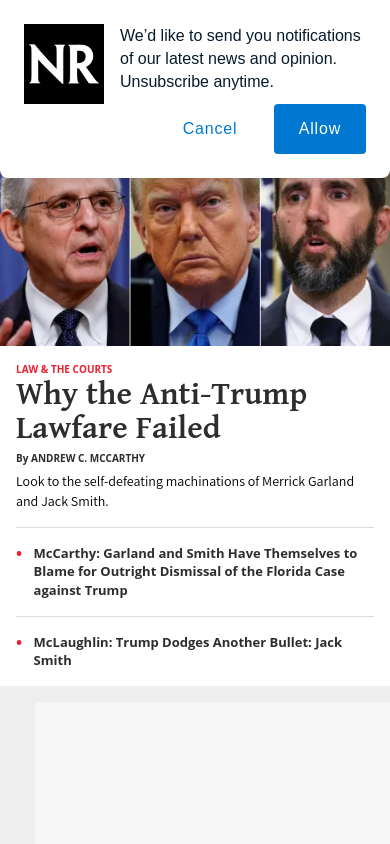 NR
We’d like to send you notifications
of our latest news and opinion.
Unsubscribe anytime.
Cancel
Allow
LAW & THE COURTS
Why the Anti-Trump
Lawfare Failed
By ANDREW C. MCCARTHY
Look to the self-defeating machinations of Merrick Garland
and Jack Smith.
• McCarthy: Garland and Smith Have Themselves to
Blame for Outright Dismissal of the Florida Case
against Trump
• McLaughlin: Trump Dodges Another Bullet: Jack
Smith